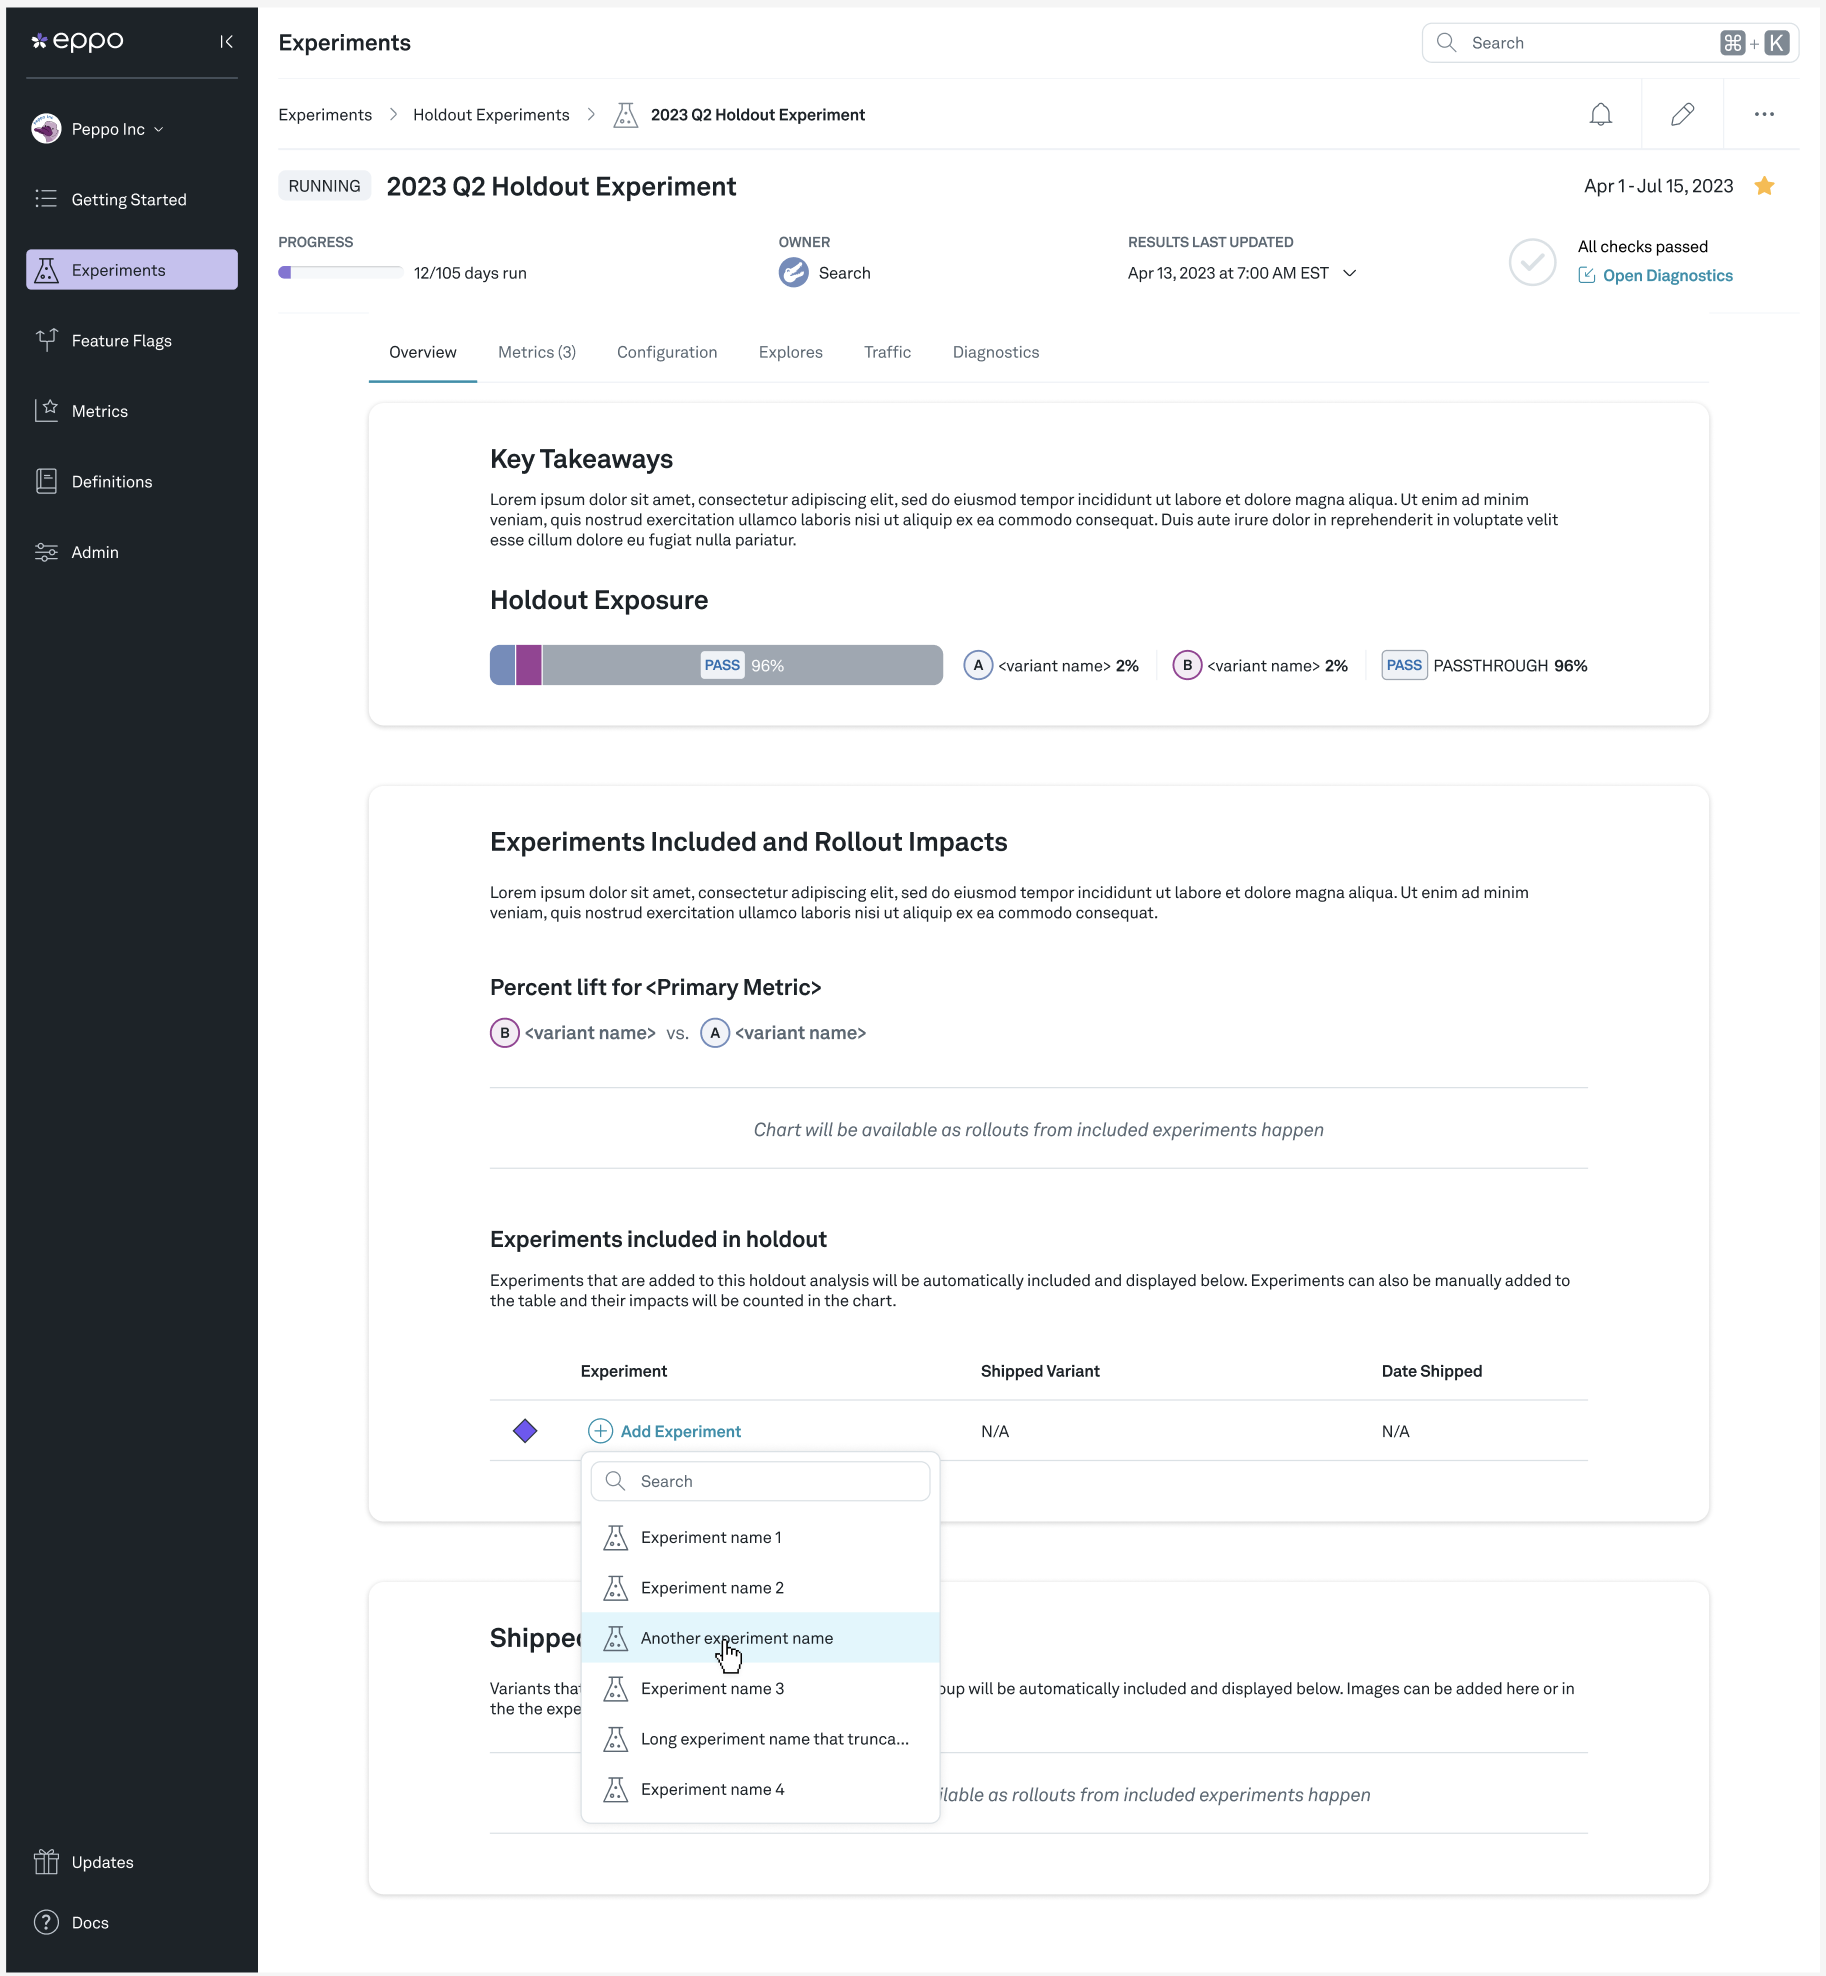 eppo
Experiments
Search
⌘ + K
Peppo Inc
Getting Started
Experiments
Feature Flags
Metrics
Definitions
Admin
Updates
Docs
Experiments > Holdout Experiments > 2023 Q2 Holdout Experiment
RUNNING 2023 Q2 Holdout Experiment
Apr 1 - Jul 15, 2023
PROGRESS
12/105 days run
OWNER
Search
RESULTS LAST UPDATED
Apr 13, 2023 at 7:00 AM EST
All checks passed
Open Diagnostics
Overview Metrics (3) Configuration Explores Traffic Diagnostics
Key Takeaways
Lorem ipsum dolor sit amet, consectetur adipiscing elit, sed do eiusmod tempor incididunt ut labore et dolore magna aliqua. Ut enim ad minim
veniam, quis nostrud exercitation ullamco laboris nisi ut aliquip ex ea commodo consequat. Duis aute irure dolor in reprehenderit in voluptate velit
esse cillum dolore eu fugiat nulla pariatur.
Holdout Exposure
PASS 96% A <variant name> 2% B <variant name> 2% PASS PASSTHROUGH 96%
Experiments Included and Rollout Impacts
Lorem ipsum dolor sit amet, consectetur adipiscing elit, sed do eiusmod tempor incididunt ut labore et dolore magna aliqua. Ut enim ad minim
veniam, quis nostrud exercitation ullamco laboris nisi ut aliquip ex ea commodo consequat.
Percent lift for <Primary Metric>
B <variant name> vs. A <variant name>
Chart will be available as rollouts from included experiments happen
Experiments included in holdout
Experiments that are added to this holdout analysis will be automatically included and displayed below. Experiments can also be manually added to
the table and their impacts will be counted in the chart.
Experiment Shipped Variant Date Shipped
Add Experiment N/A N/A
Search
Experiment name 1
Experiment name 2
Another experiment name
Experiment name 3
Long experiment name that trunca...
Experiment name 4
Shipped
Variants that
will be automatically included and displayed below. Images can be added here or in
the the expe
as rollouts from included experiments happen